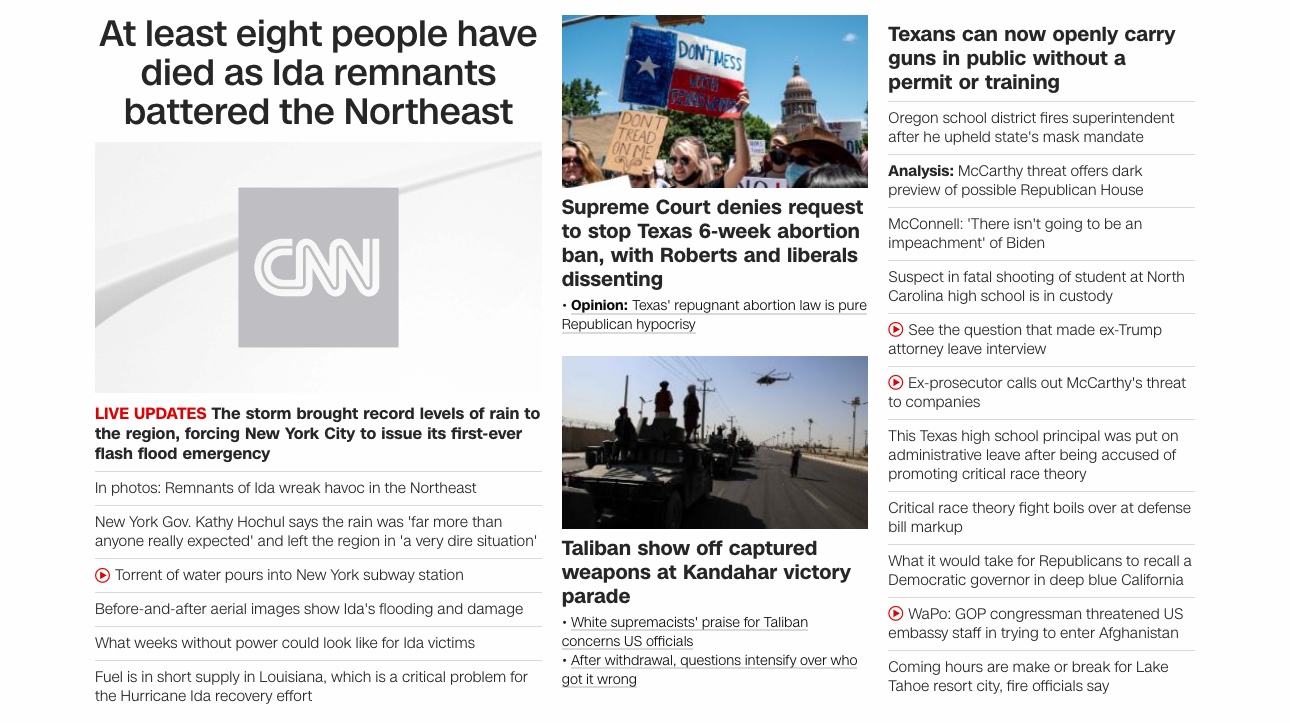 At least eight people have
died as Ida remnants
battered the Northeast
CNN
LIVE UPDATES The storm brought record levels of rain to
the region, forcing New York City to issue its first-ever
flash flood emergency
In photos: Remnants of Ida wreak havoc in the Northeast
New York Gov. Kathy Hochul says the rain was 'far more than
anyone really expected' and left the region in 'a very dire situation'
Torrent of water pours into New York subway station
Before-and-after aerial images show Ida's flooding and damage
What weeks without power could look like for Ida victims
Fuel is in short supply in Louisiana, which is a critical problem for
the Hurricane Ida recovery effort
DON'T MESS
WITH
TEXAS WOMEN
DON'T
TREAD
ON ME
Supreme Court denies request
to stop Texas 6-week abortion
ban, with Roberts and liberals
dissenting
• Opinion: Texas' repugnant abortion law is pure
Republican hypocrisy
Taliban show off captured
weapons at Kandahar victory
parade
• White supremacists' praise for Taliban
concerns US officials
• After withdrawal, questions intensify over who
got it wrong
Texans can now openly carry
guns in public without a
permit or training
Oregon school district fires superintendent
after he upheld state's mask mandate
Analysis: McCarthy threat offers dark
preview of possible Republican House
McConnell: 'There isn't going to be an
impeachment' of Biden
Suspect in fatal shooting of student at North
Carolina high school is in custody
See the question that made ex-Trump
attorney leave interview
Ex-prosecutor calls out McCarthy's threat
to companies
This Texas high school principal was put on
administrative leave after being accused of
promoting critical race theory
Critical race theory fight boils over at defense
bill markup
What it would take for Republicans to recall a
Democratic governor in deep blue California
WaPo: GOP congressman threatened US
embassy staff in trying to enter Afghanistan
Coming hours are make or break for Lake
Tahoe resort city, fire officials say